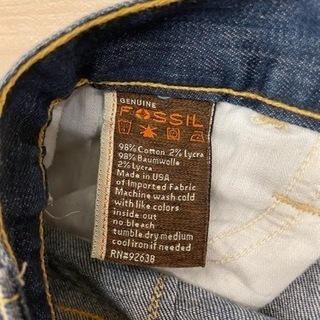 GENUINE
FOSSIL
98% Cotton 2% Lycra
98% Baumwolle
2% Lycra
Made in USA
of Imported Fabric
Machine wash cold
with like colors
inside out
no bleach
tumble dry medium
cool iron if needed
RN#92638